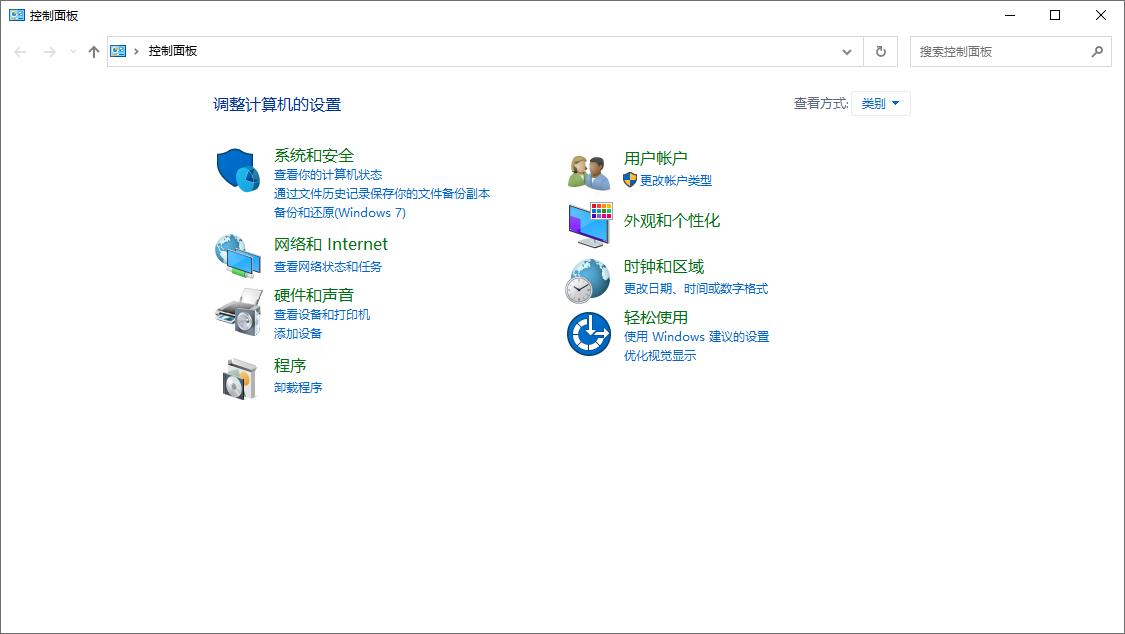 控制面板
控制面板
搜索控制面板
调整计算机的设置
查看方式: 类别
系统和安全
查看你的计算机状态
通过文件历史记录保存你的文件备份副本
备份和还原(Windows 7)
网络和 Internet
查看网络状态和任务
硬件和声音
查看设备和打印机
添加设备
程序
卸载程序
用户帐户
更改帐户类型
外观和个性化
时钟和区域
更改日期、时间或数字格式
轻松使用
使用 Windows 建议的设置
优化视觉显示